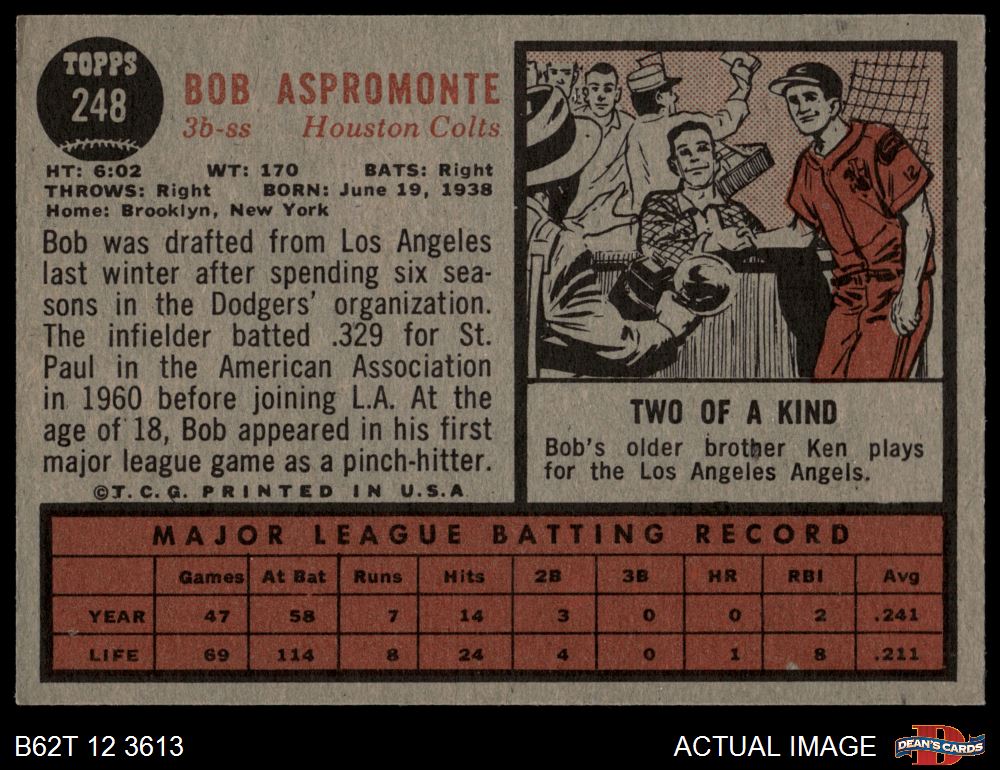 TOPPS
248
BOB ASPROMONTE
3b-ss Houston Colts
HT: 6:02 WT: 170 BATS: Right
THROWS: Right BORN: June 19, 1938
Home: Brooklyn, New York
Bob was drafted from Los Angeles
last winter after spending six sea-
sons in the Dodgers' organization.
The infielder batted .329 for St.
Paul in the American Association
in 1960 before joining L.A. At the
age of 18, Bob appeared in his first
major league game as a pinch-hitter.
©T.C.G. PRINTED IN U.S.A
12
TWO OF A KIND
Bob's older brother Ken plays
for the Los Angeles Angels.
MAJOR LEAGUE BATTING RECORD
Games At Bat Runs Hits 2B 3B HR RBI Avg
YEAR 47 58 7 14 3 0 0 2 .241
LIFE 69 114 8 24 4 0 1 8 .211
B62T 12 3613 ACTUAL IMAGE
D
DEAN'S CARDS